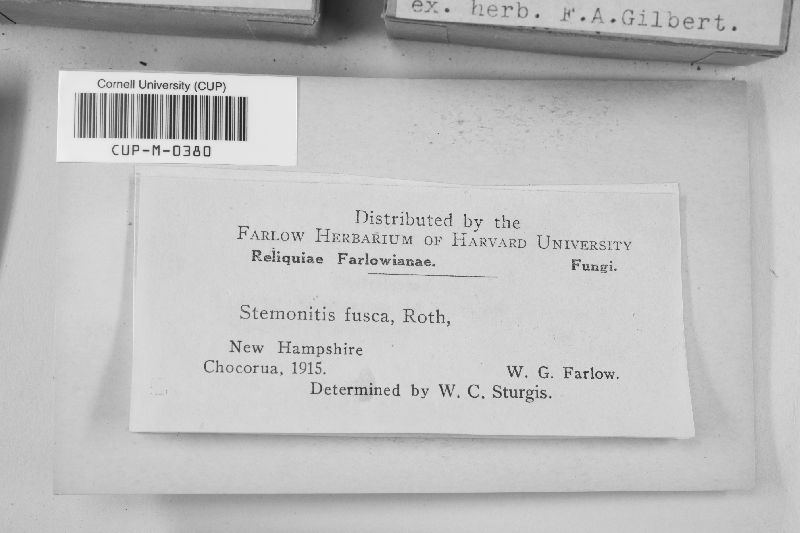 ex. herb. F.A.Gilbert.
Cornell University (CUP)
CUP-M-0380
Distributed by the
FARLOW HERBARIUM OF HARVARD UNIVERSITY
Reliquiae Farlowianae. Fungi.
Stemonitis fusca, Roth,
New Hampshire
Chocorua, 1915. W. G. Farlow.
Determined by W. C. Sturgis.